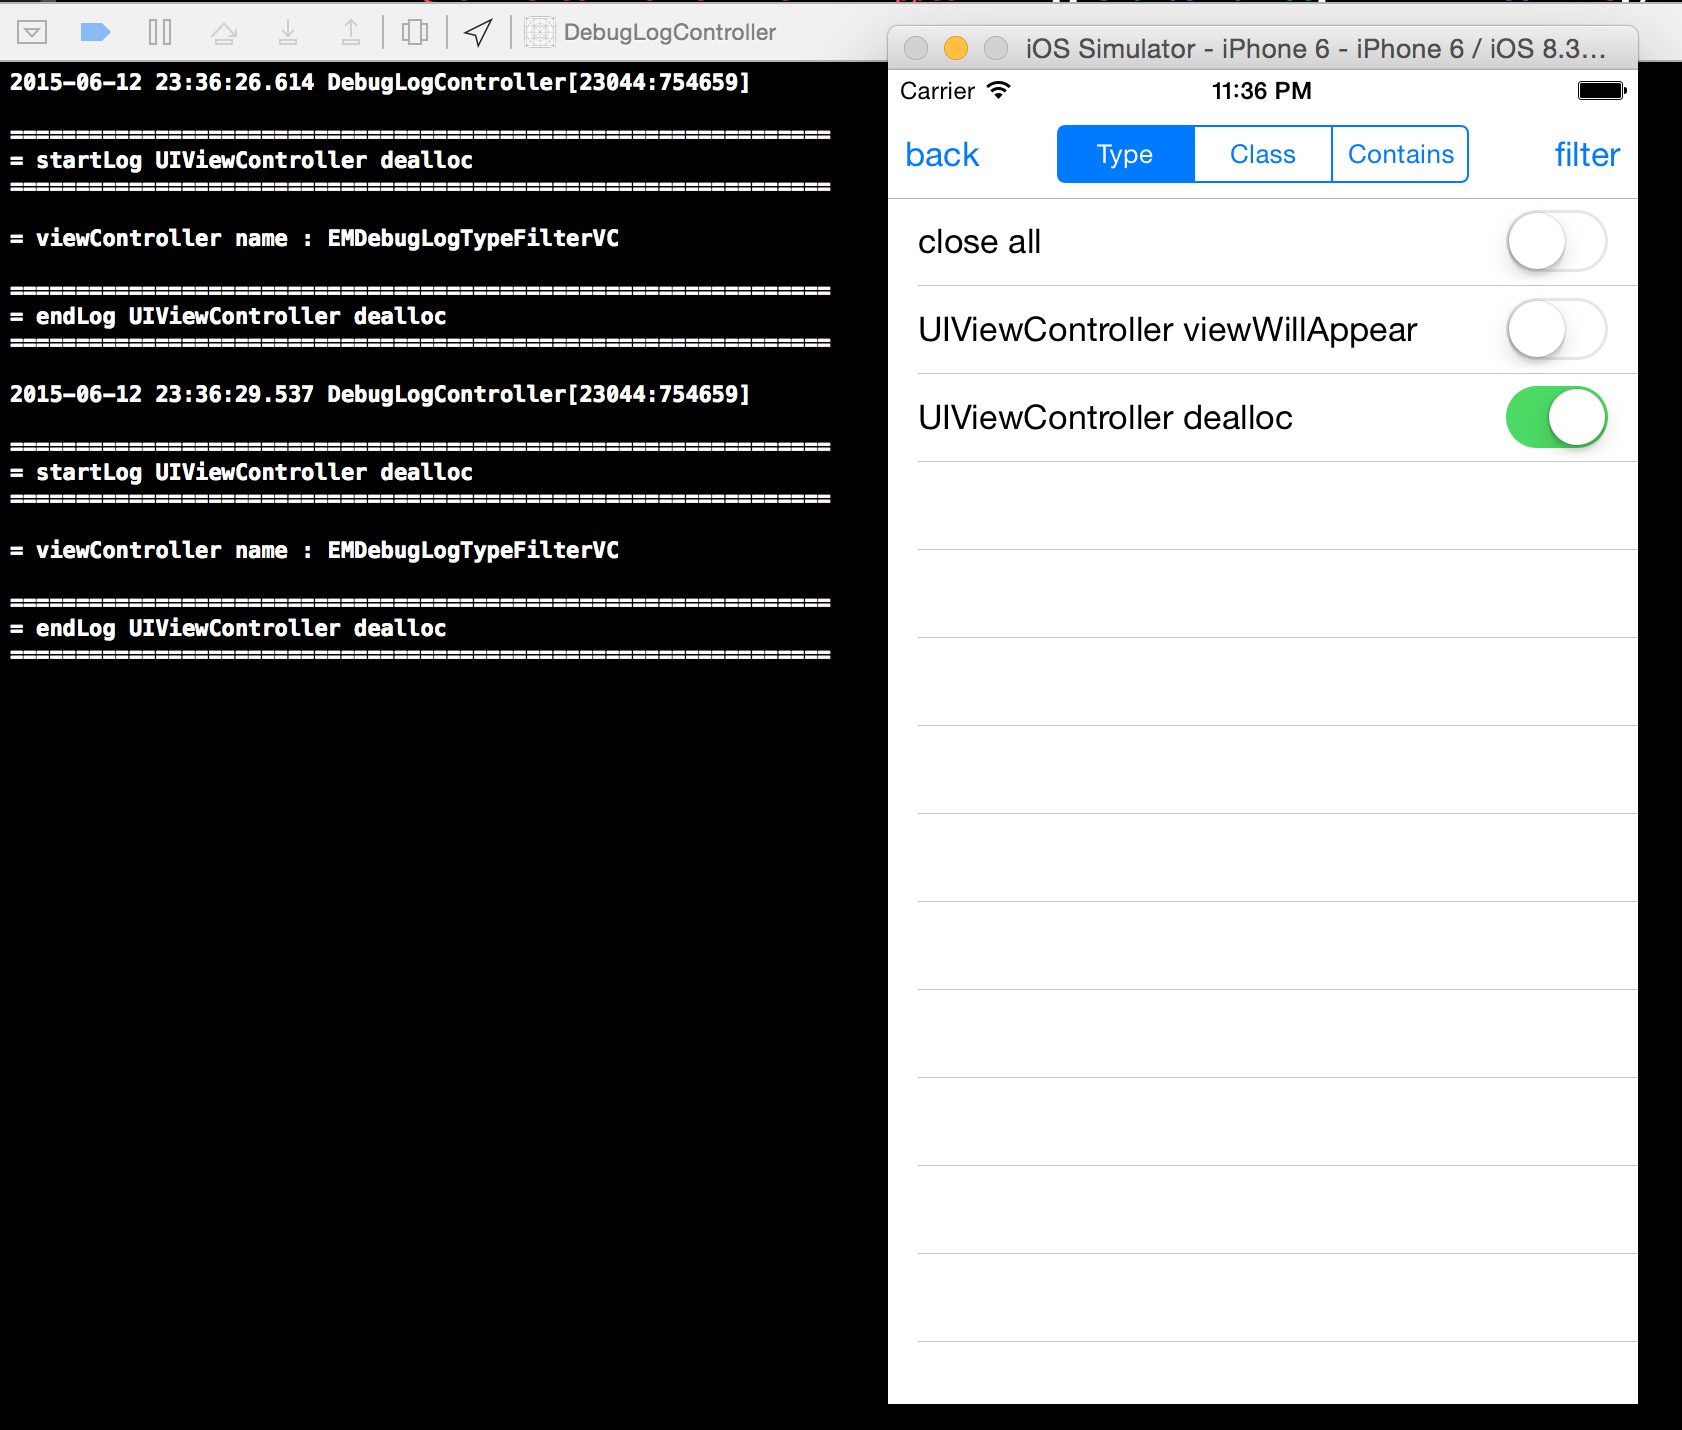 DebugLogController
2015-06-12 23:36:26.614 DebugLogController[23044:754659]
==============================================================
= startLog UIViewController dealloc
==============================================================
= viewController name : EMDebugLogTypeFilterVC
==============================================================
= endLog UIViewController dealloc
==============================================================
2015-06-12 23:36:29.537 DebugLogController[23044:754659]
==============================================================
= startLog UIViewController dealloc
==============================================================
= viewController name : EMDebugLogTypeFilterVC
==============================================================
= endLog UIViewController dealloc
==============================================================
iOS Simulator - iPhone 6 - iPhone 6 / iOS 8.3...
Carrier 11:36 PM
back Type Class Contains filter
close all
UIViewController viewWillAppear
UIViewController dealloc